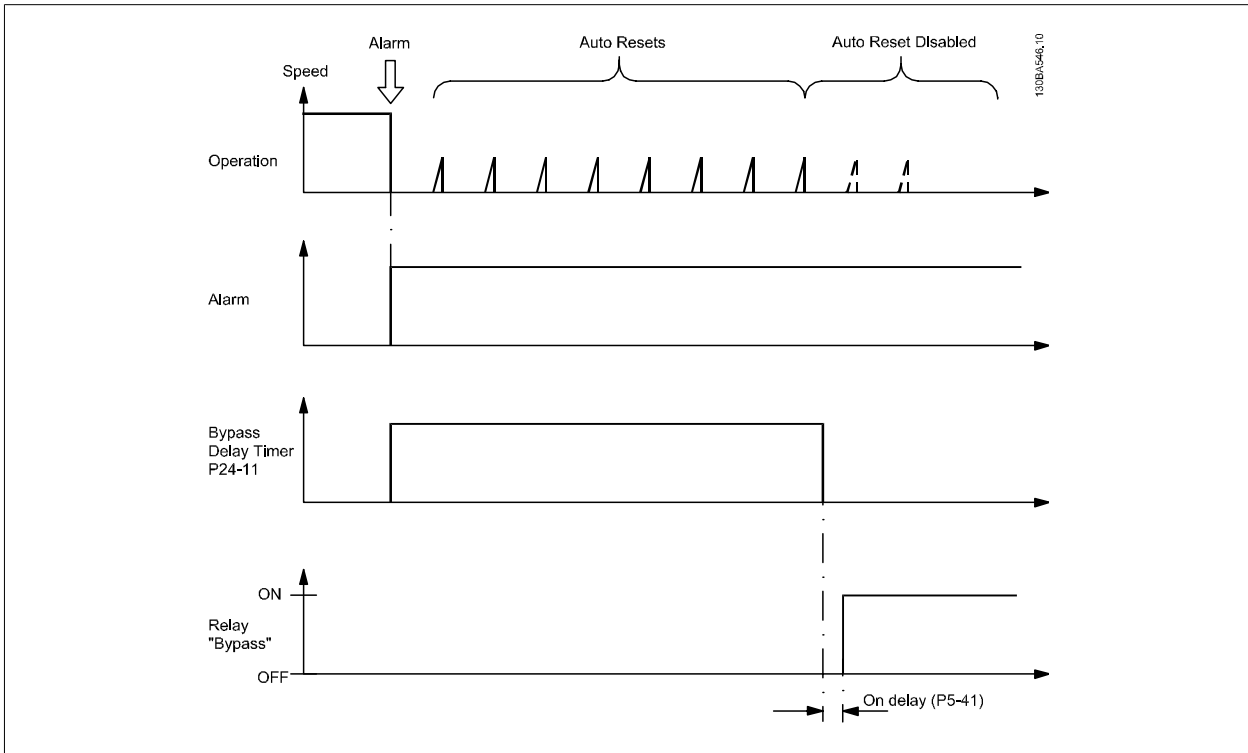 Alarm
Auto Resets
Auto Reset Disabled
130BA546.10
Speed
Operation
Alarm
Bypass
Delay Timer
P24-11
ON
Relay
"Bypass"
OFF
On delay (P5-41)